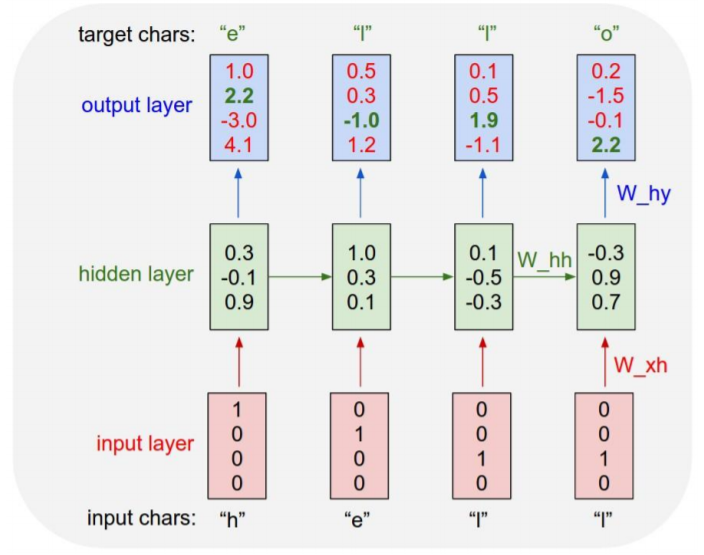 target chars: “e” “l” “l” “o”
1.0 0.5 0.1 0.2
2.2 0.3 0.5 -1.5
output layer -3.0 -1.0 1.9 -0.1
4.1 1.2 -1.1 2.2
W_hy
0.3 1.0 0.1 W_hh -0.3
hidden layer -0.1 0.3 -0.5 0.9
0.9 0.1 -0.3 0.7
W_xh
1 0 0 0
0 1 0 0
input layer 0 0 1 1
0 0 0 0
input chars: “h” “e” “l” “l”